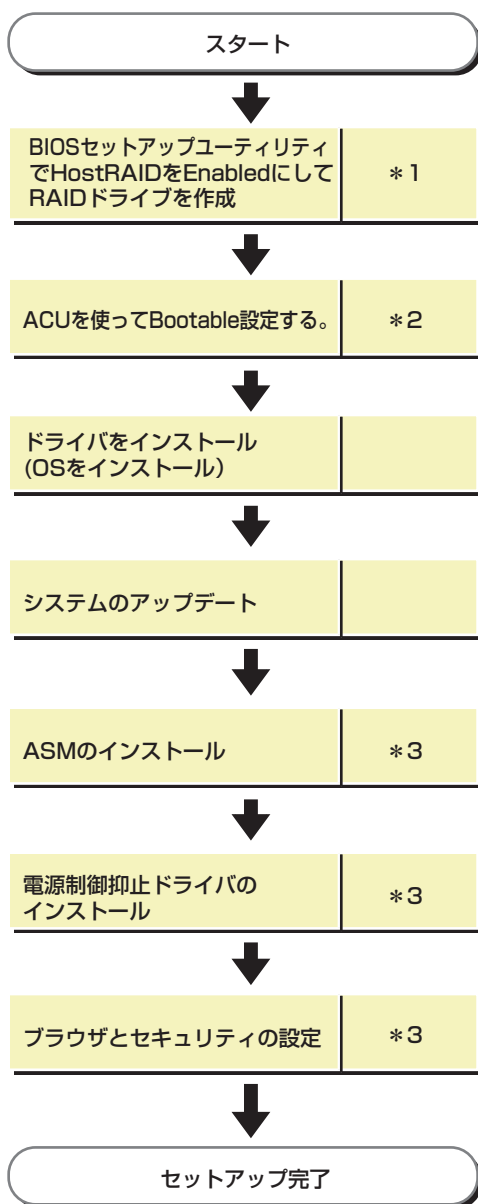 スタート
BIOSセットアップユーティリティ
でHostRAIDをEnabledにして
RAIDドライブを作成
＊1
ACUを使ってBootable設定する。
＊2
ドライバをインストール
(OSをインストール）
システムのアップデート
ASMのインストール
＊3
電源制御抑止ドライバの
インストール
＊3
ブラウザとセキュリティの設定
＊3
セットアップ完了